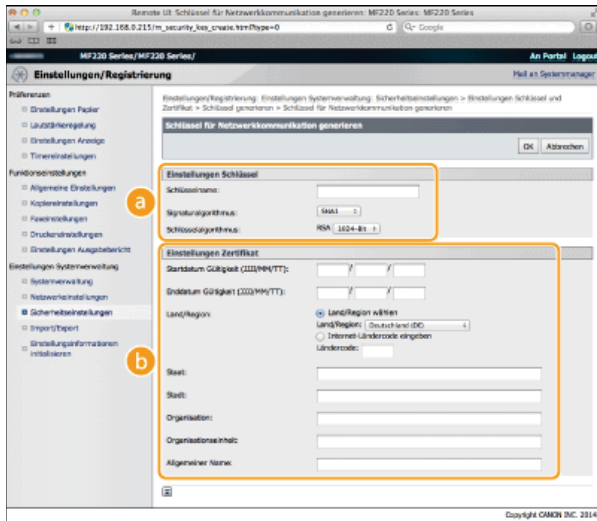 Remote UI: Schlüssel für Netzwerkkommunikation generieren: MF220 Series: MF220 Series
http://192.168.0.215/m_security_key_create.html?type=0
Google
MF220 Series/MF220 Series/
An Portal Logout
Einstellungen/Registrierung
Mail an Systemmanager
Präferenzen
Einstellungen Papier
Lautstärkeregelung
Einstellungen Anzeige
Timereinstellungen
Funktionseinstellungen
Allgemeine Einstellungen
Kopiereinstellungen
Faxeinstellungen
Druckereinstellungen
Einstellungen Ausgabebericht
Einstellungen Systemverwaltung
Systemverwaltung
Netzwerkeinstellungen
Sicherheitseinstellungen
Import/Export
Einstellungsinformationen
initialisieren
Einstellungen/Registrierung: Einstellungen Systemverwaltung: Sicherheitseinstellungen > Einstellungen Schlüssel und
Zertifikat > Schlüssel generieren > Schlüssel für Netzwerkkommunikation generieren
Schlüssel für Netzwerkkommunikation generieren
OK Abbrechen
a
Einstellungen Schlüssel
Schlüsselname:
Signaturalgorithmus: SHA1
Schlüsselalgorithmus: RSA 1024-Bit
b
Einstellungen Zertifikat
Startdatum Gültigkeit (JJJJ/MM/TT): / /
Enddatum Gültigkeit (JJJJ/MM/TT): / /
Land/Region: Land/Region wählen
Land/Region: Deutschland (DE)
Internet-Ländercode eingeben
Ländercode:
Staat:
Stadt:
Organisation:
Organisationseinheit:
Allgemeiner Name:
Copyright CANON INC. 2014